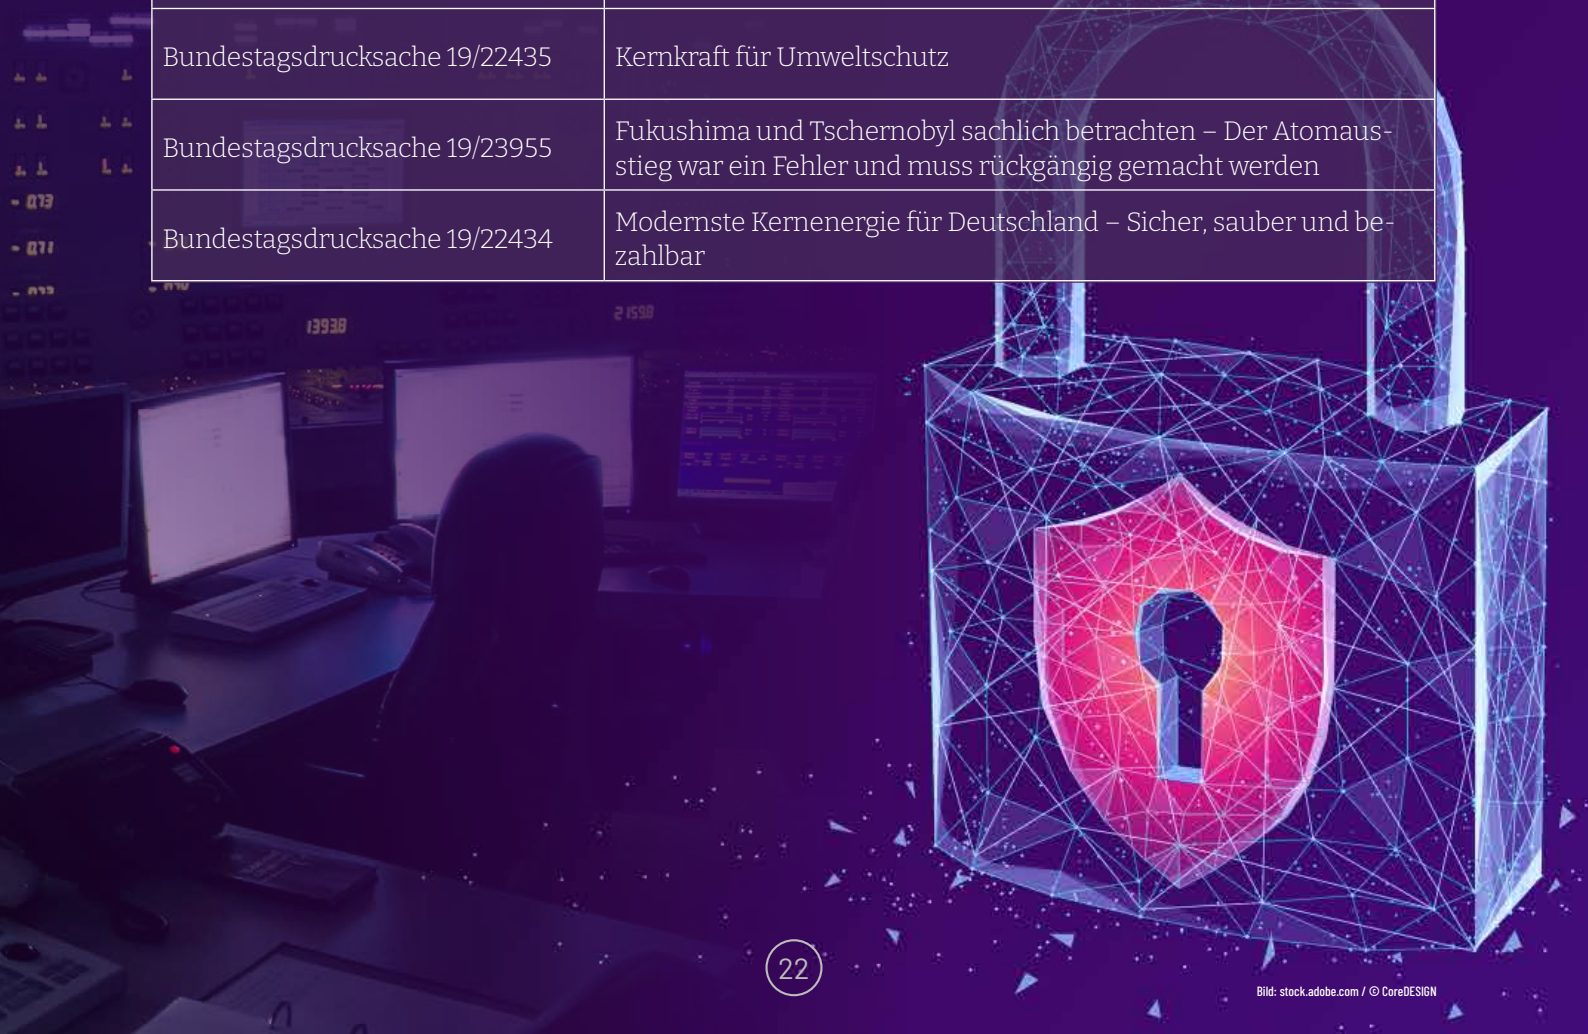 Bundestagsdrucksache 19/22435
Kernkraft für Umweltschutz
Bundestagsdrucksache 19/23955
Fukushima und Tschernobyl sachlich betrachten – Der Atomaus-
stieg war ein Fehler und muss rückgängig gemacht werden
Bundestagsdrucksache 19/22434
Modernste Kernenergie für Deutschland – Sicher, sauber und be-
zahlbar
22
Bild: stock.adobe.com / © CoreDESIGN